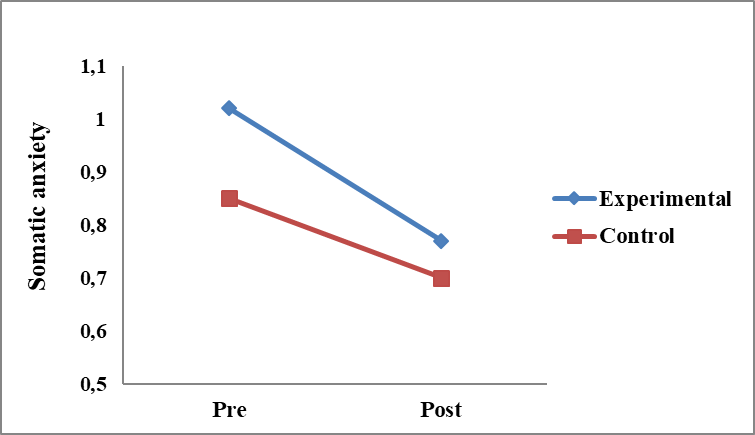 1,1
1
0,9
0,8
0,7
0,6
0,5
Somatic anxiety
Pre
Post
Experimental
Control